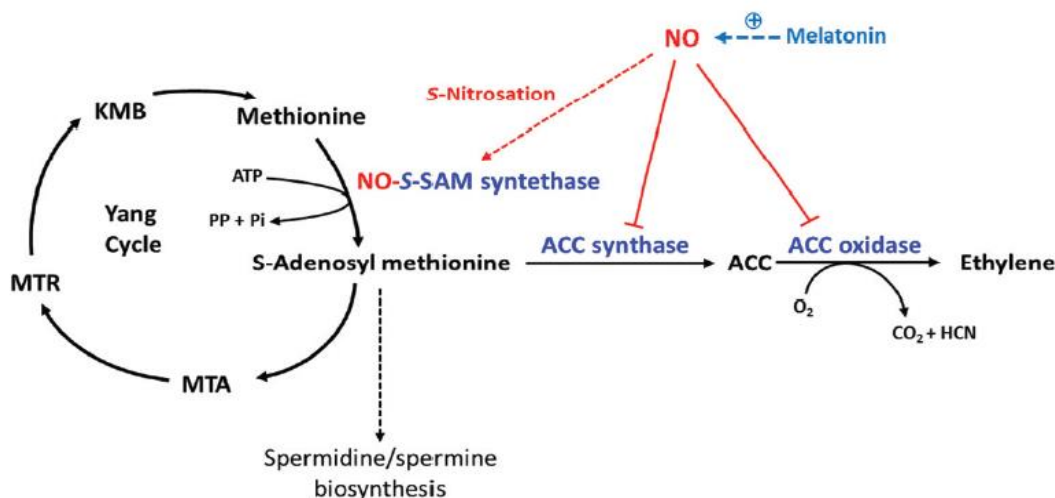 NO
Melatonin
S-Nitrosation
KMB
Methionine
ATP
NO-S-SAM syntethase
Yang
Cycle
PP + Pi
ACC synthase
ACC oxidase
S-Adenosyl methionine
ACC
Ethylene
MTR
O₂
CO₂ + HCN
MTA
Spermidine/spermine
biosynthesis